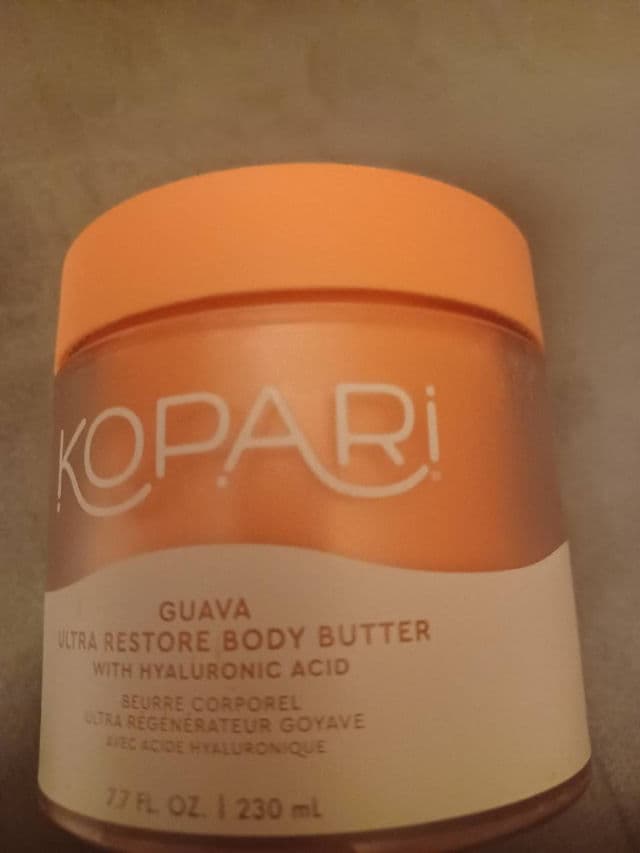 KOPARi
GUAVA
ULTRA RESTORE BODY BUTTER
WITH HYALURONIC ACID
BEURRE CORPOREL
ULTRA RÉGÉNÉRATEUR GOYAVE
AVEC ACIDE HYALURONIQUE
7.7 FL. OZ. | 230 mL